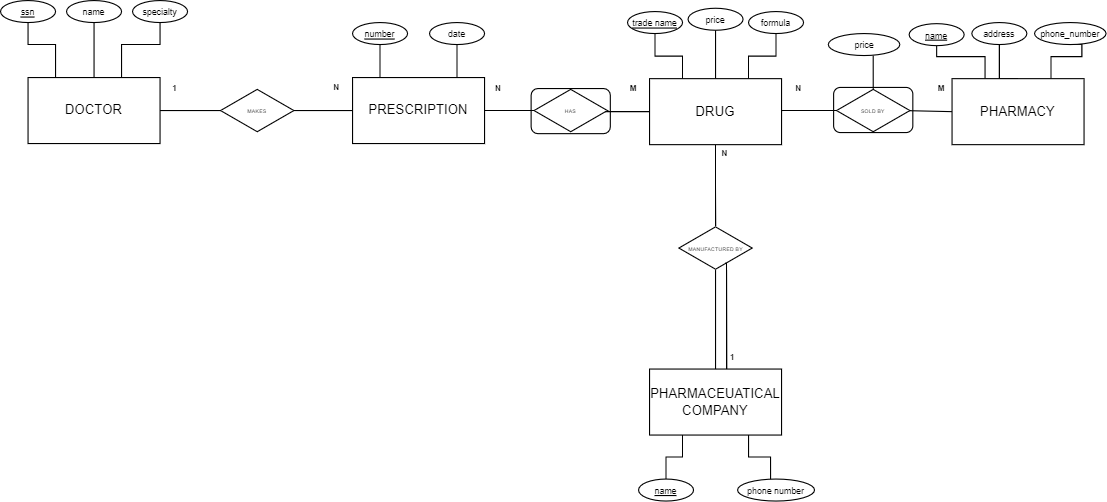 ssn
name
specialty
number
date
trade name
price
formula
price
name
address
phone_number
DOCTOR
1
MAKES
N
PRESCRIPTION
N
HAS
M
DRUG
N
SOLD BY
M
PHARMACY
N
MANUFACTURED BY
1
PHARMACEUATICAL
COMPANY
name
phone number